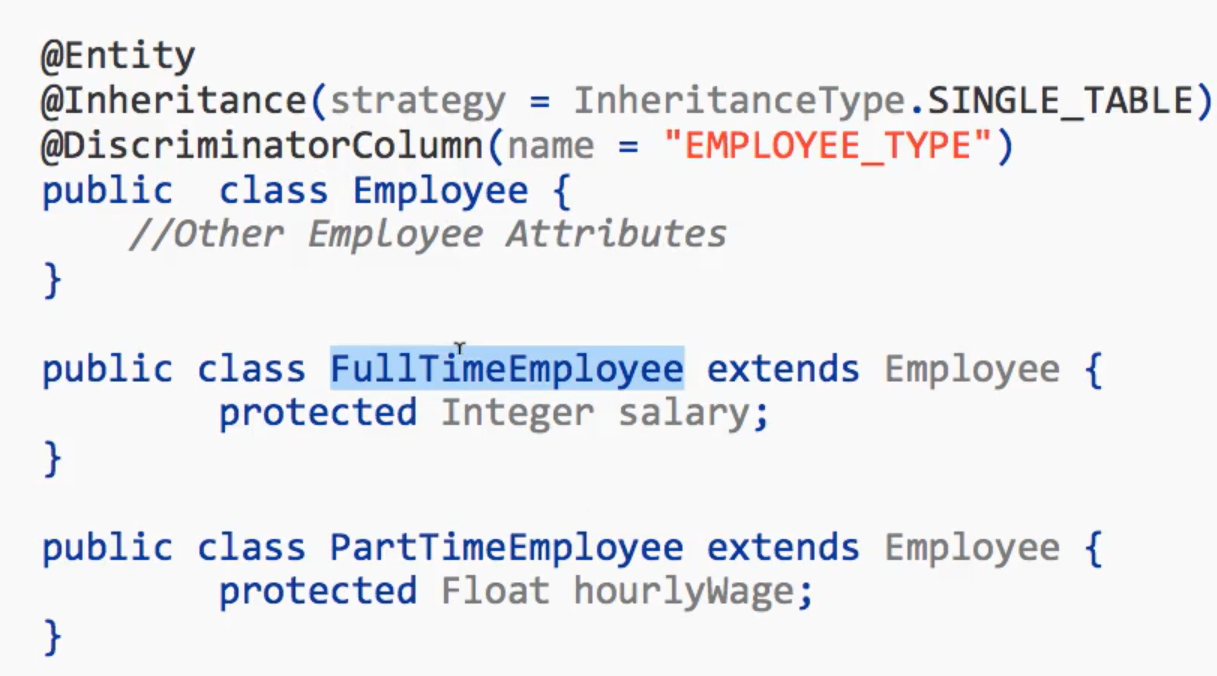 @Entity
@Inheritance(strategy = InheritanceType.SINGLE_TABLE)
@DiscriminatorColumn(name = "EMPLOYEE_TYPE")
public  class Employee {
    //Other Employee Attributes
}
public class FullTimeEmployee extends Employee {
        protected Integer salary;
}
public class PartTimeEmployee extends Employee {
        protected Float hourlyWage;
}